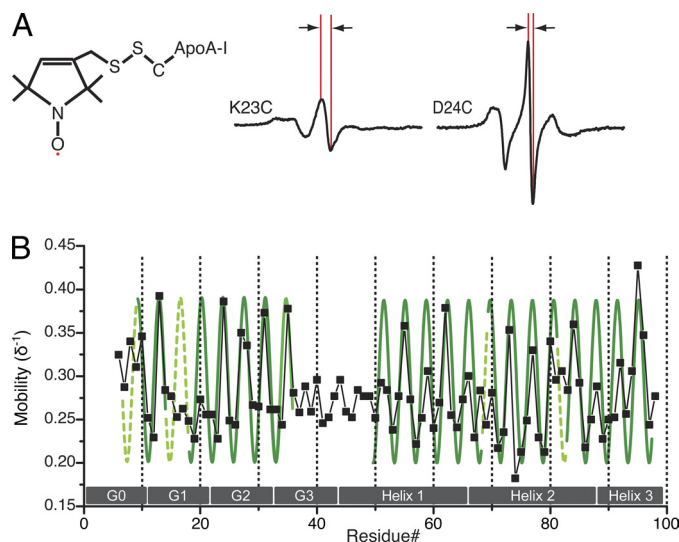 A
S
S
C
ApoA-I
N
O
K23C
D24C
B
Mobility (δ⁻¹)
0.45
0.40
0.35
0.30
0.25
0.20
0.15
G0 G1 G2 G3 Helix 1 Helix 2 Helix 3
0 20 40 60 80 100
Residue#